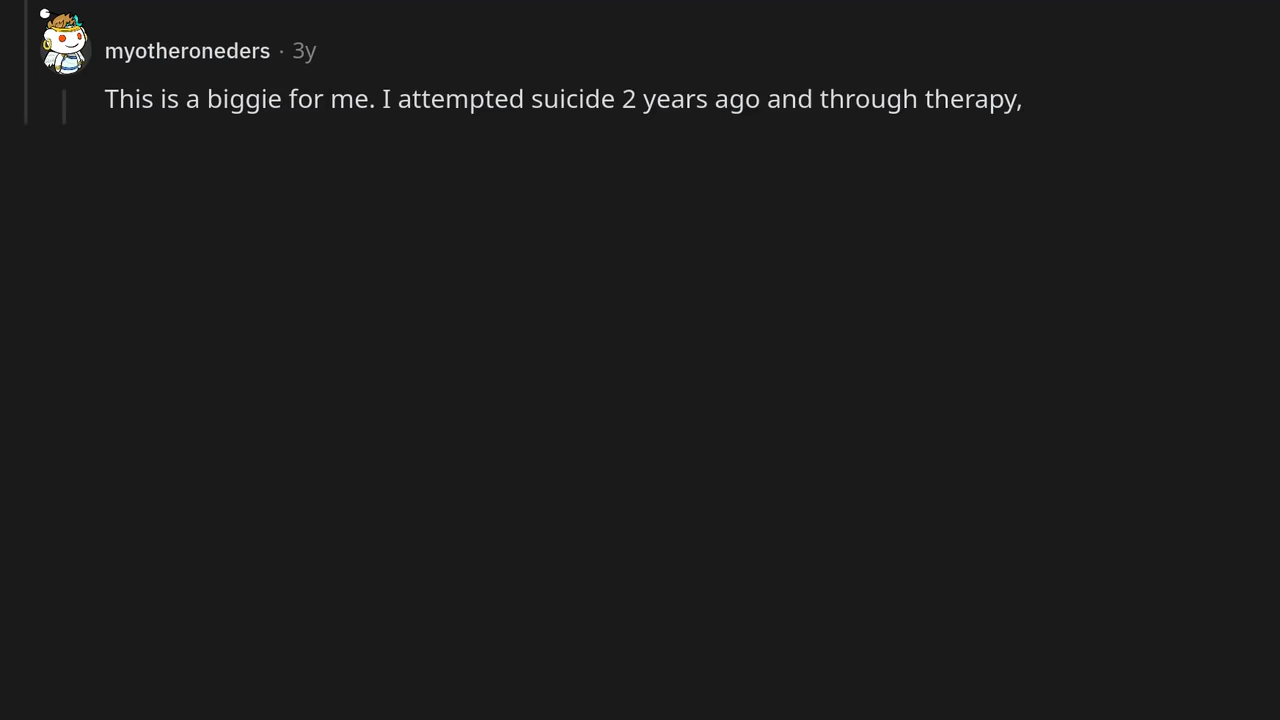 myotheroneders · 3y
This is a biggie for me. I attempted suicide 2 years ago and through therapy,